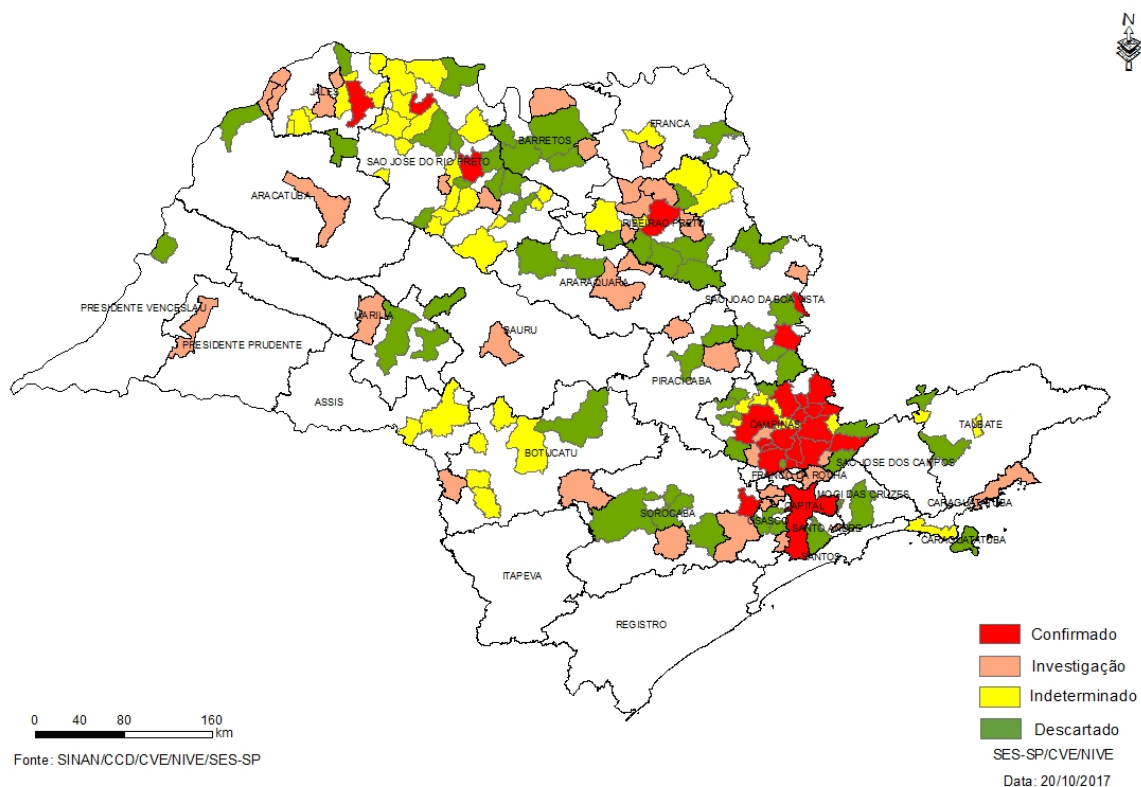 N
FRANCA
JALES
BARRETOS
SAO JOSE DO RIO PRETO
ARACATUBA
RIBEIRAO PRETO
ARARAQUARA
SAO JOAO DA BOA VISTA
PRESIDENTE VENCESLAU
MARILIA
BAURU
PRESIDENTE PRUDENTE
PIRACICABA
ASSIS
CAMPINAS
TAUBATE
BOTUCATU
SAO JOSE DOS CAMPOS
FRANCO DA ROCHA
MOGI DAS CRUZES
CARAGUATATUBA
CAPITAL
SOROCABA
OSASCO
SANTO ANDRE
CARAGUATATUBA
SANTOS
ITAPEVA
REGISTRO
Confirmado
Investigação
Indeterminado
Descartado
0 40 80 160
km
SES-SP/CVE/NIVE
Fonte: SINAN/CCD/CVE/NIVE/SES-SP
Data: 20/10/2017